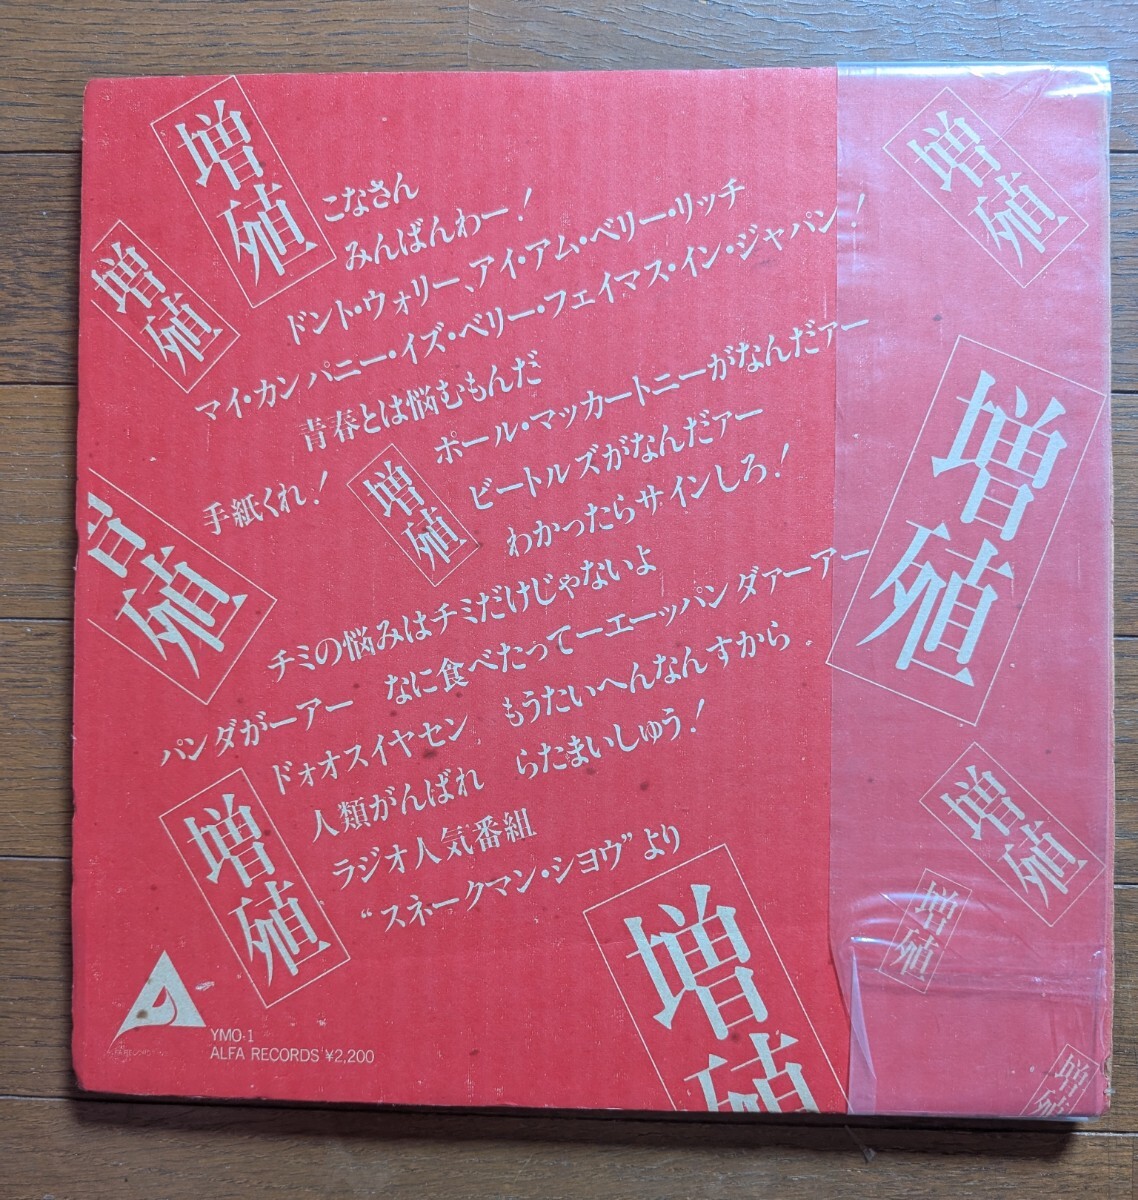 増殖
増殖
増殖
増殖
増殖
増殖
増殖
増殖
増殖
増殖
増殖
こなさん
みんばんわー!
ドント・ウォリー、アイ・アム・ベリー・リッチ
マイ・カンパニー・イズ・ベリー・フェイマス・イン・ジャパン!
青春とは悩むもんだ
手紙くれ!
ポール・マッカートニーがなんだァー
ビートルズがなんだァー
わかったらサインしろ!
チミの悩みはチミだけじゃないよ
パンダがーアー なに食べたってーエーッパンダァーアー
ドォオスイヤセン もうたいへんなんすから
人類がんばれ らたまいしゅう!
ラジオ人気番組
“スネークマン・シヨウ”より
YMO-1
ALFA RECORDS ¥2,200